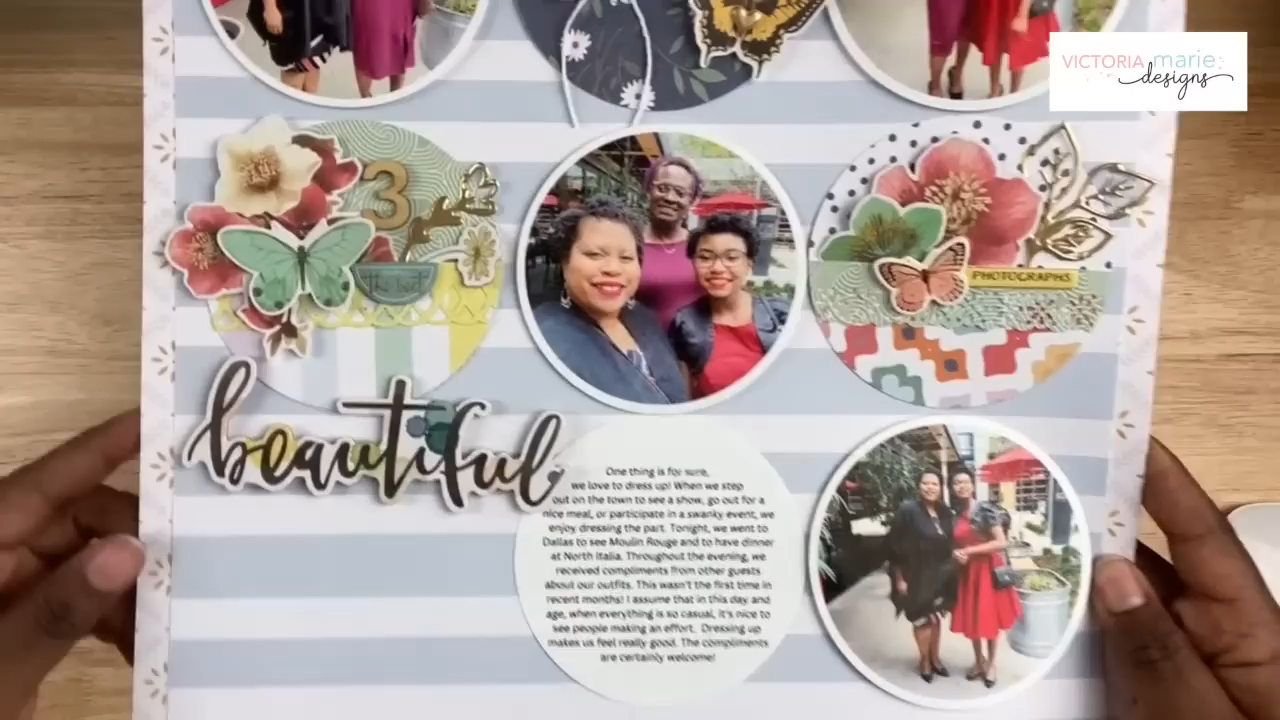 VICTORIA marie:
designs
3
the best
PHOTOGRAPHS
beautiful
One thing is for sure,
we love to dress up! When we step
out on the town to see a show, go out for a
nice meal, or participate in a swanky event, we
enjoy dressing the part. Tonight, we went to
Dallas to see Moulin Rouge and to have dinner
at North Italia. Throughout the evening, we
received compliments from other guests
about our outfits. This wasn't the first time in
recent months! I assume that in this day and
age, when everything is so casual, it's nice to
see people making an effort. Dressing up
makes us feel really good. The compliments
are certainly welcome!